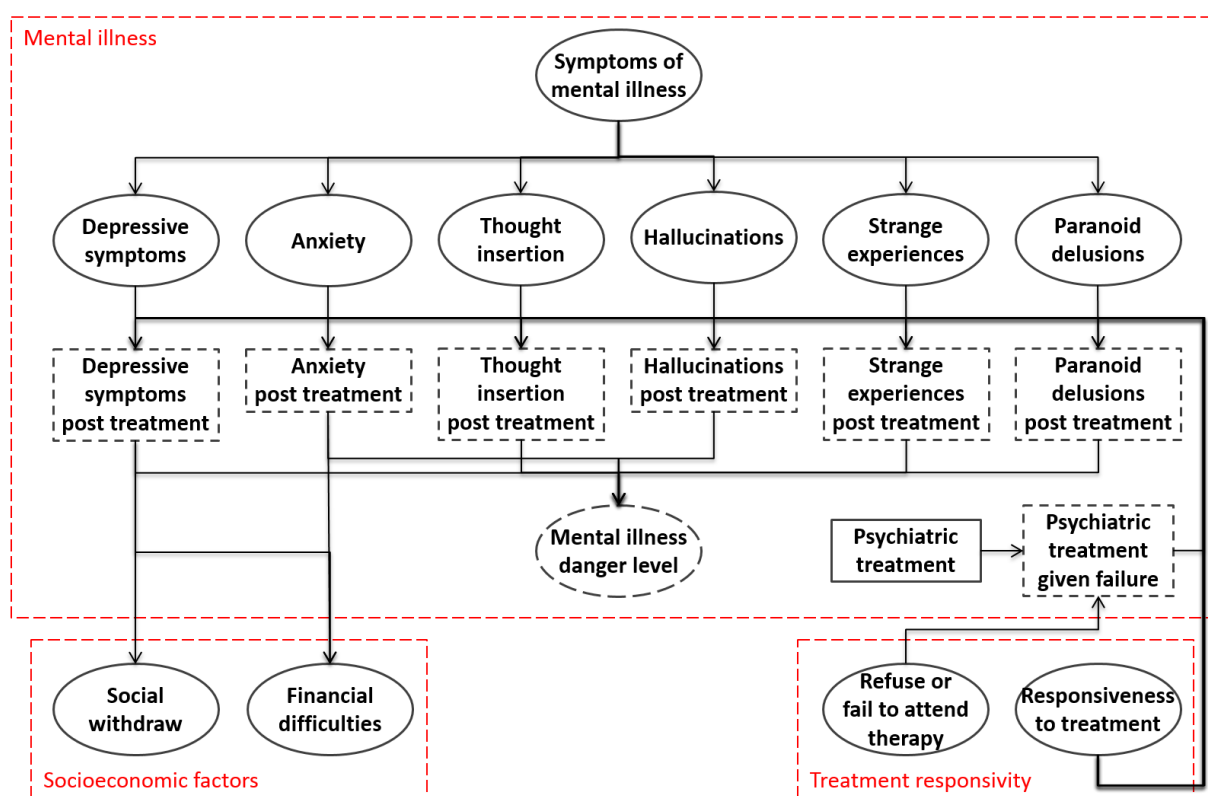 Mental illness
Symptoms of
mental illness
Depressive
symptoms
Anxiety
Thought
insertion
Hallucinations
Strange
experiences
Paranoid
delusions
Depressive
symptoms
post treatment
Anxiety
post treatment
Thought
insertion
post treatment
Hallucinations
post treatment
Strange
experiences
post treatment
Paranoid
delusions
post treatment
Mental illness
danger level
Psychiatric
treatment
Psychiatric
treatment
given failure
Social
withdraw
Financial
difficulties
Socioeconomic factors
Refuse or
fail to attend
therapy
Responsiveness
to treatment
Treatment responsivity